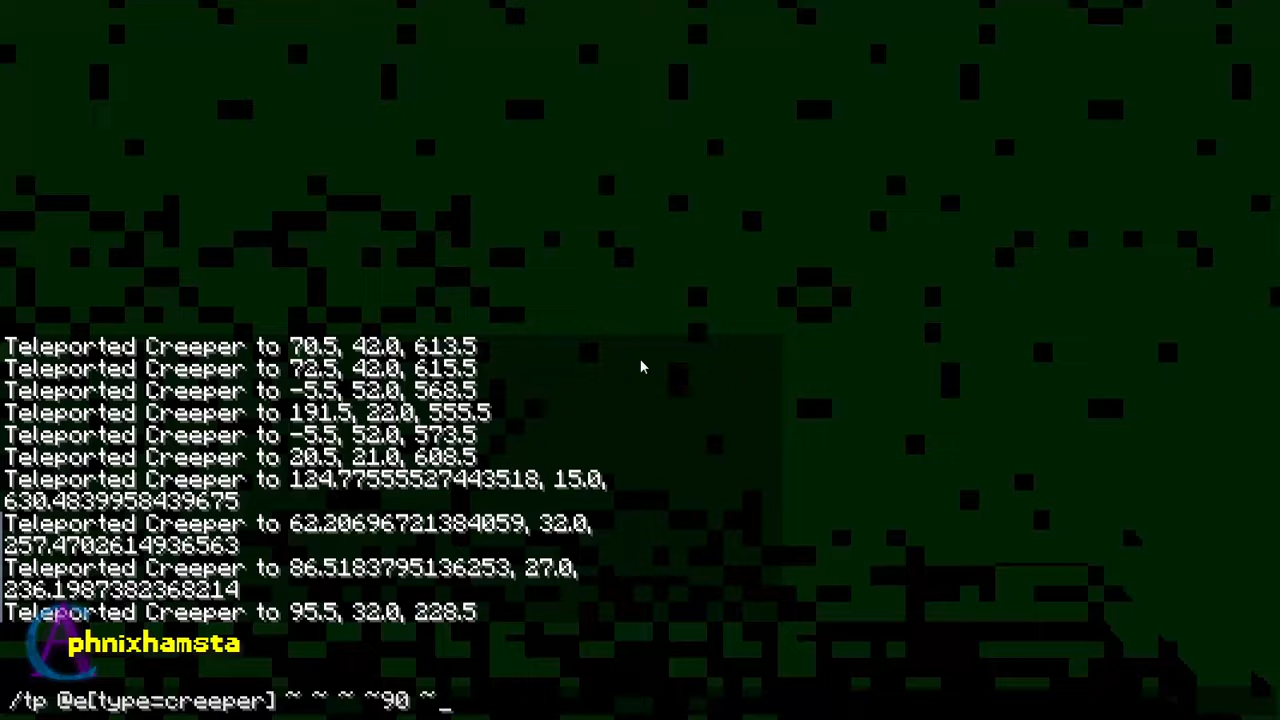 Teleported Creeper to 70.5, 42.0, 613.5
Teleported Creeper to 72.5, 42.0, 615.5
Teleported Creeper to -5.5, 52.0, 568.5
Teleported Creeper to 191.5, 22.0, 555.5
Teleported Creeper to -5.5, 52.0, 573.5
Teleported Creeper to 20.5, 21.0, 608.5
Teleported Creeper to 124.77555527443518, 15.0,
630.4839958439675
Teleported Creeper to 62.20696721384059, 32.0,
257.4702614936563
Teleported Creeper to 86.5183795136253, 27.0,
236.19873382368214
Teleported Creeper to 95.5, 32.0, 228.5
phnixhamsta
/tp @e[type=creeper] ~ ~ ~ ~90 ~_